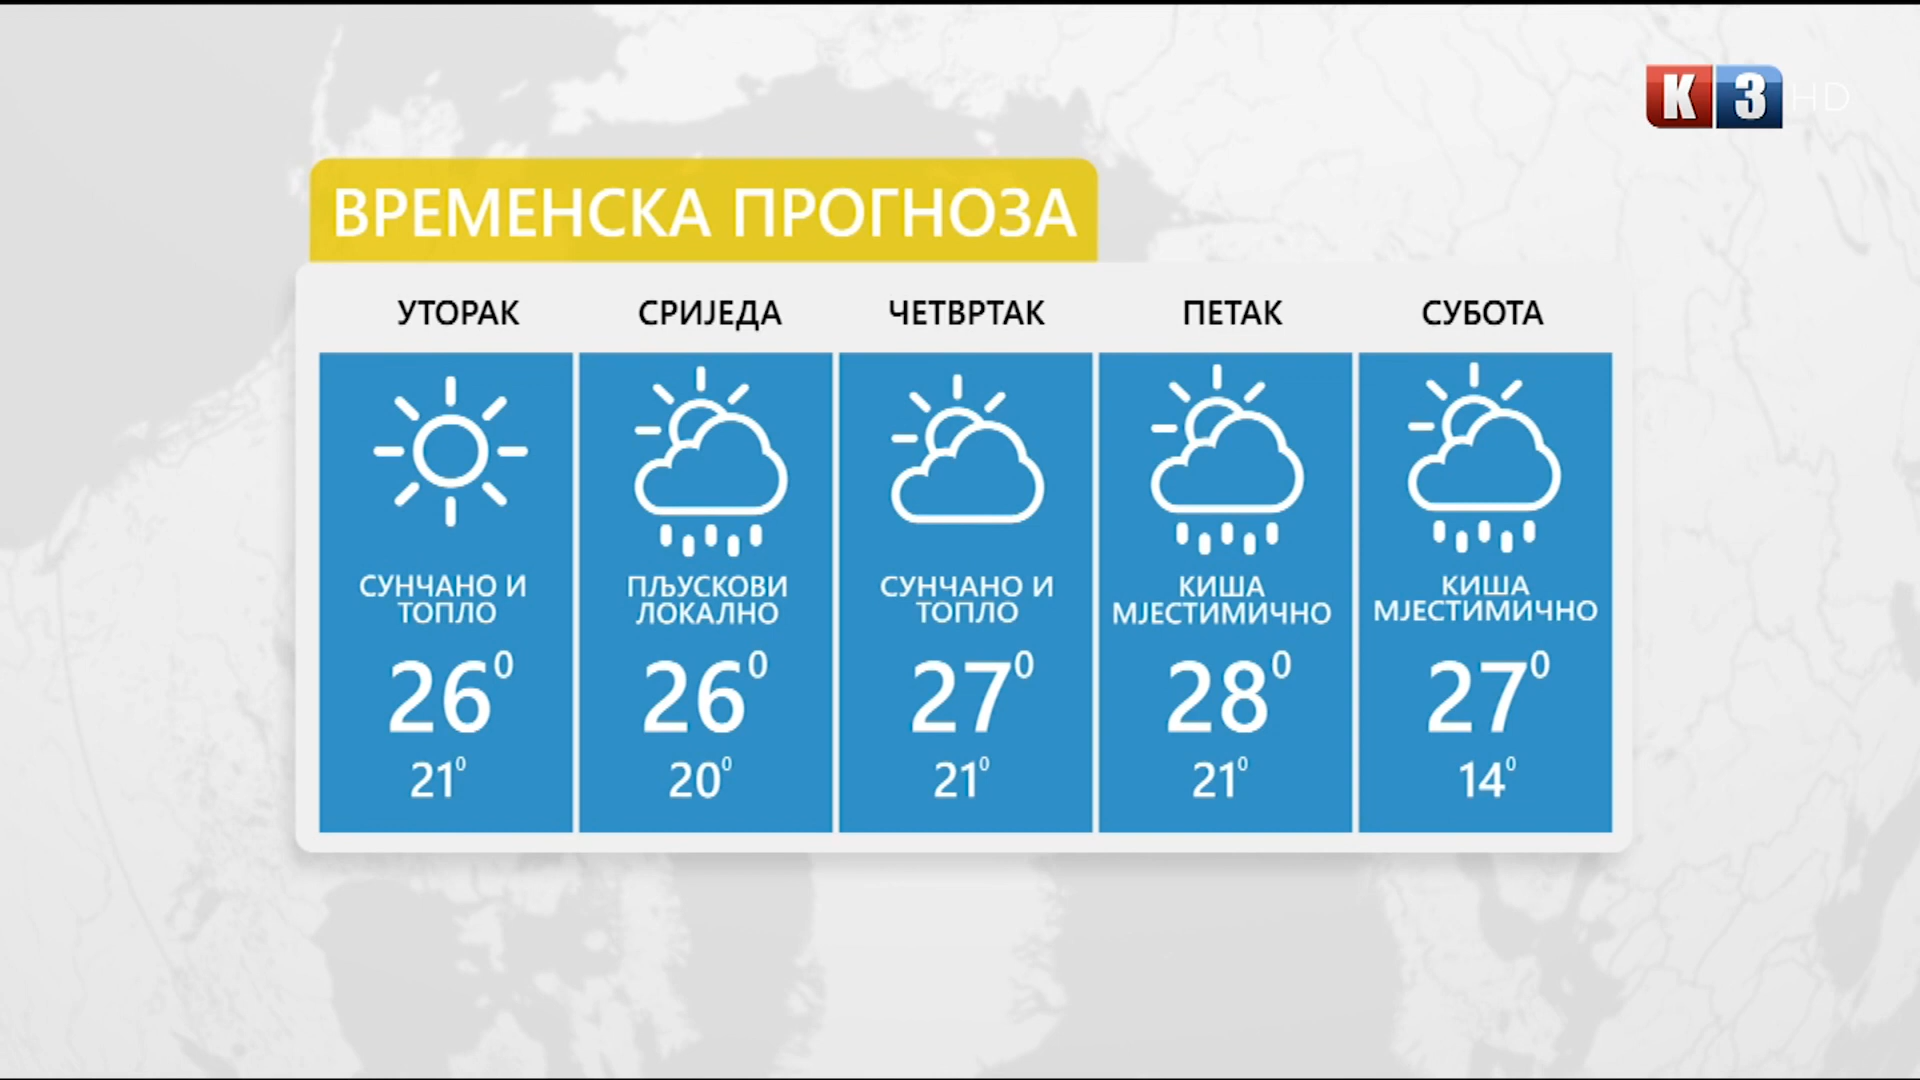 К3 HD
ВРЕМЕНСКА ПРОГНОЗА
УТОРАК
СРИЈЕДА
ЧЕТВРТАК
ПЕТАК
СУБОТА
СУНЧАНО И
ТОПЛО
26⁰
21⁰
ПЉУСКОВИ
ЛОКАЛНО
26⁰
20⁰
СУНЧАНО И
ТОПЛО
27⁰
21⁰
КИША
МЈЕСТИМИЧНО
28⁰
21⁰
КИША
МЈЕСТИМИЧНО
27⁰
14⁰